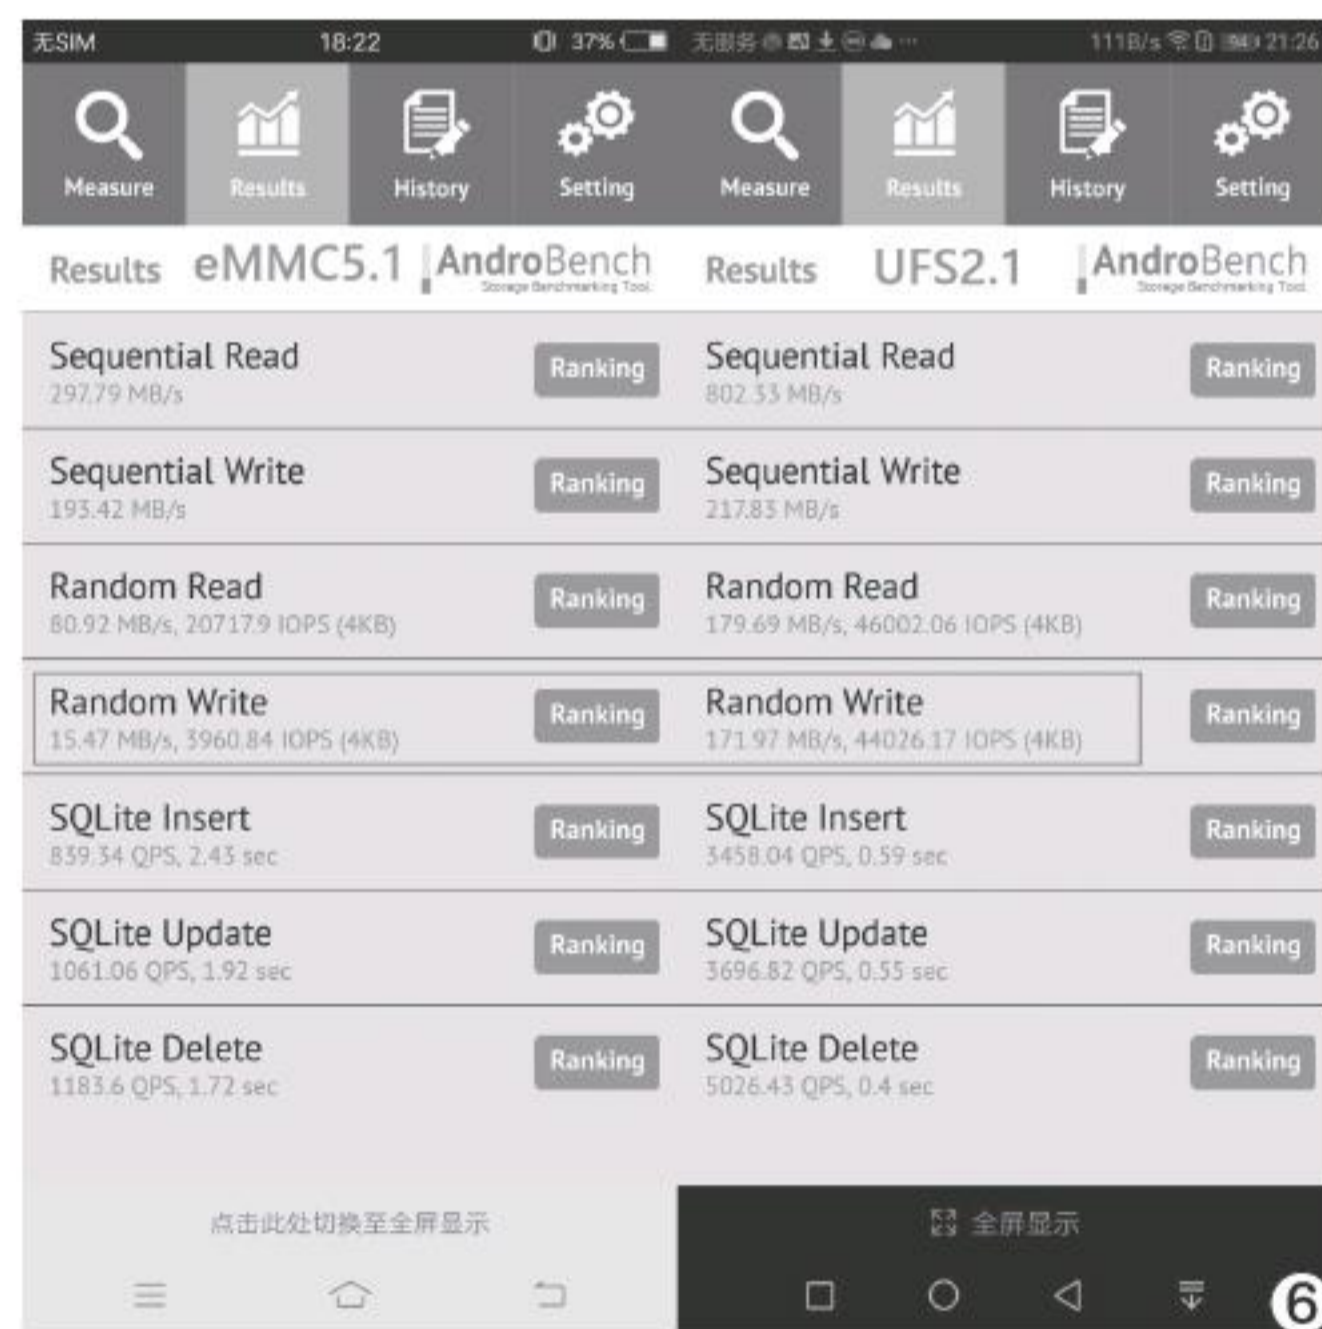 无SIM 18:22 37%
Measure Results History Setting
Results eMMC5.1 AndroBench
Storage Benchmarking Tool
Sequential Read Ranking
297.79 MB/s
Sequential Write Ranking
193.42 MB/s
Random Read Ranking
80.92 MB/s, 20717.9 IOPS (4KB)
Random Write Ranking
15.47 MB/s, 3960.84 IOPS (4KB)
SQLite Insert Ranking
839.34 QPS, 2.43 sec
SQLite Update Ranking
1061.06 QPS, 1.92 sec
SQLite Delete Ranking
1183.6 QPS, 1.72 sec
点击此处切换至全屏显示
无服务 ··· 111B/s 94 21:26
Measure Results History Setting
Results UFS2.1 AndroBench
Storage Benchmarking Tool
Sequential Read Ranking
802.33 MB/s
Sequential Write Ranking
217.83 MB/s
Random Read Ranking
179.69 MB/s, 46002.06 IOPS (4KB)
Random Write Ranking
171.97 MB/s, 44026.17 IOPS (4KB)
SQLite Insert Ranking
3458.04 QPS, 0.59 sec
SQLite Update Ranking
3696.82 QPS, 0.55 sec
SQLite Delete Ranking
5026.43 QPS, 0.4 sec
全屏显示
6